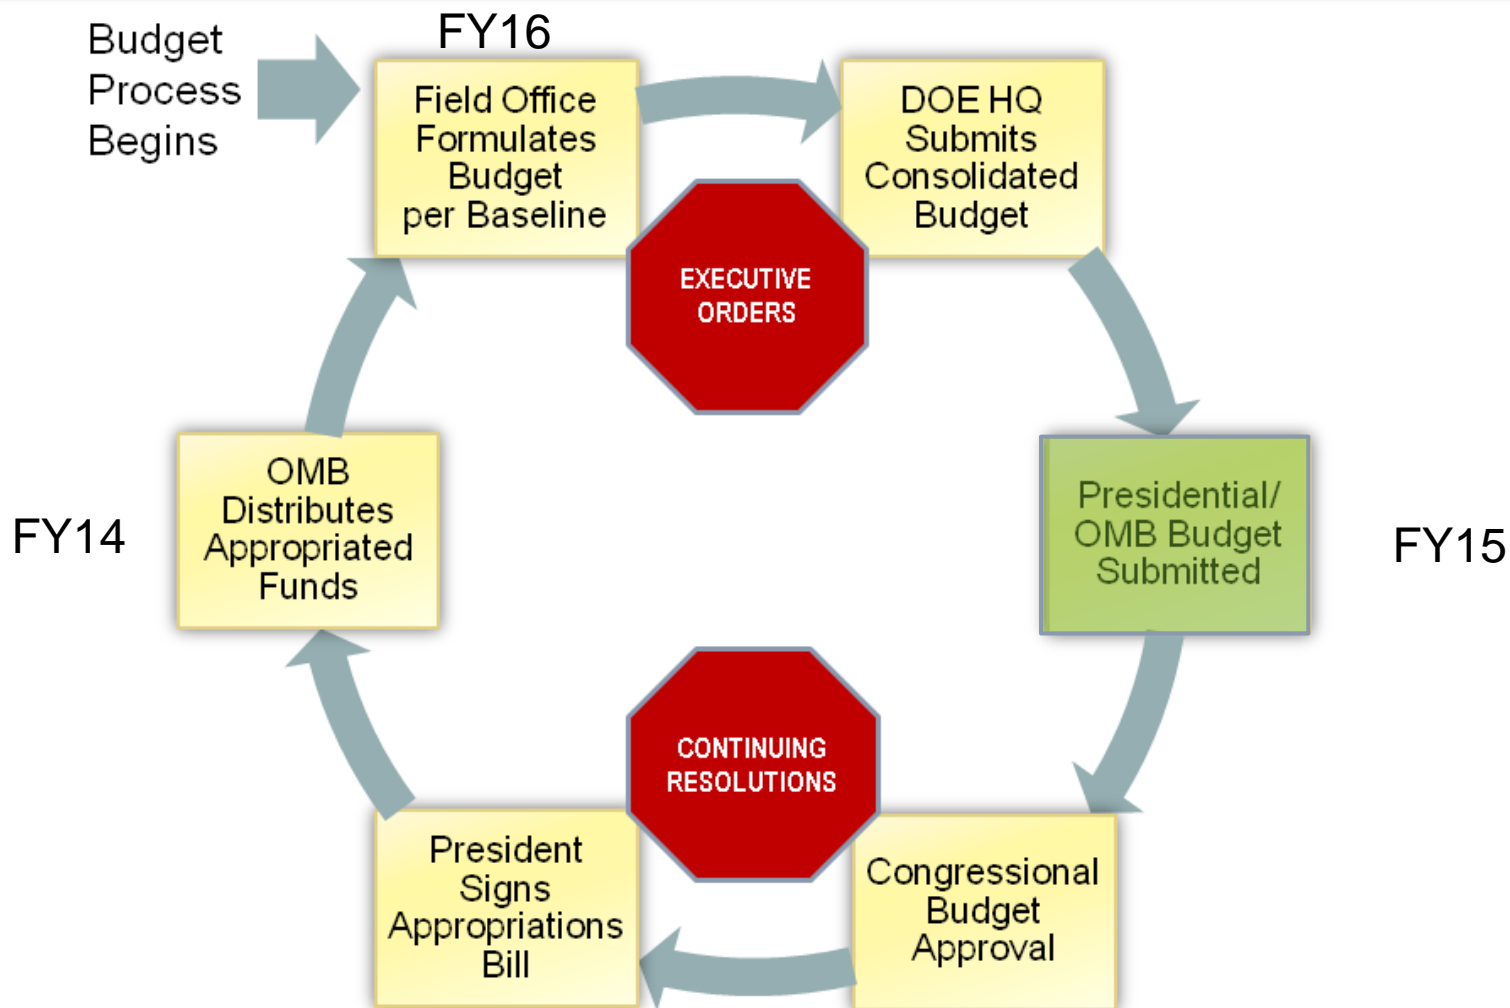 Budget
Process
Begins
FY16
Field Office
Formulates
Budget
per Baseline
DOE HQ
Submits
Consolidated
Budget
EXECUTIVE
ORDERS
OMB
Distributes
Appropriated
Funds
FY14
Presidential/
OMB Budget
Submitted
FY15
CONTINUING
RESOLUTIONS
President
Signs
Appropriations
Bill
Congressional
Budget
Approval